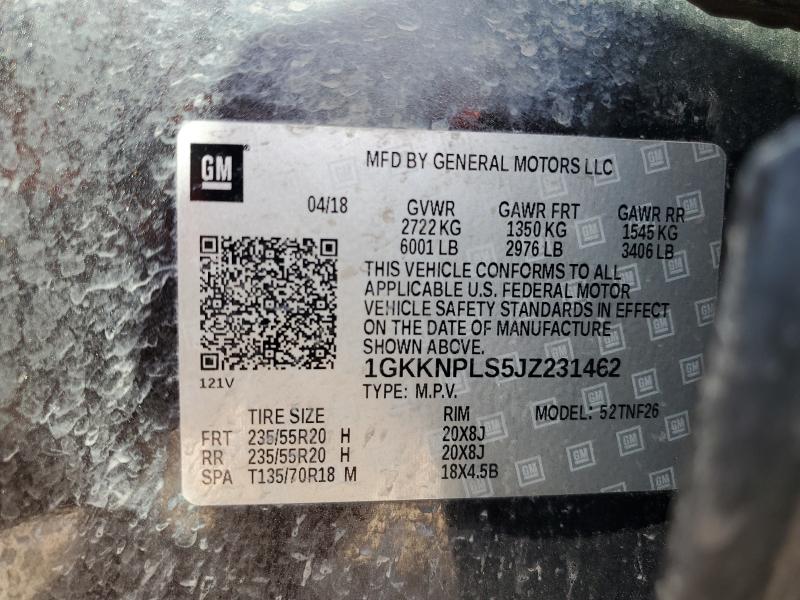 GM
MFD BY GENERAL MOTORS LLC
04/18
GVWR GAWR FRT GAWR RR
2722 KG 1350 KG 1545 KG
6001 LB 2976 LB 3406 LB
THIS VEHICLE CONFORMS TO ALL
APPLICABLE U.S. FEDERAL MOTOR
VEHICLE SAFETY STANDARDS IN EFFECT
ON THE DATE OF MANUFACTURE
SHOWN ABOVE.
1GKKNPLS5JZ231462
121V
TYPE: M.P.V.
TIRE SIZE RIM MODEL: 52TNF26
FRT 235/55R20 H 20X8J
RR 235/55R20 H 20X8J
SPA T135/70R18 M 18X4.5B